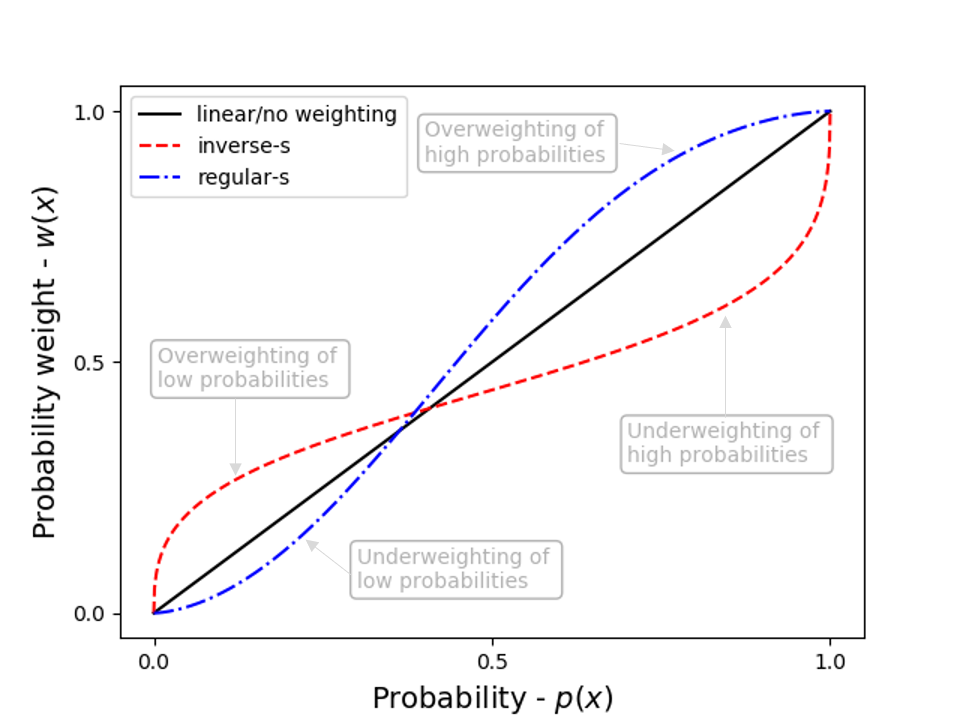 linear/no weighting
inverse-s
regular-s
Overweighting of
high probabilities
Overweighting of
low probabilities
Underweighting of
high probabilities
Underweighting of
low probabilities
1.0
0.5
0.0
Probability weight - w(x)
0.0 0.5 1.0
Probability - p(x)